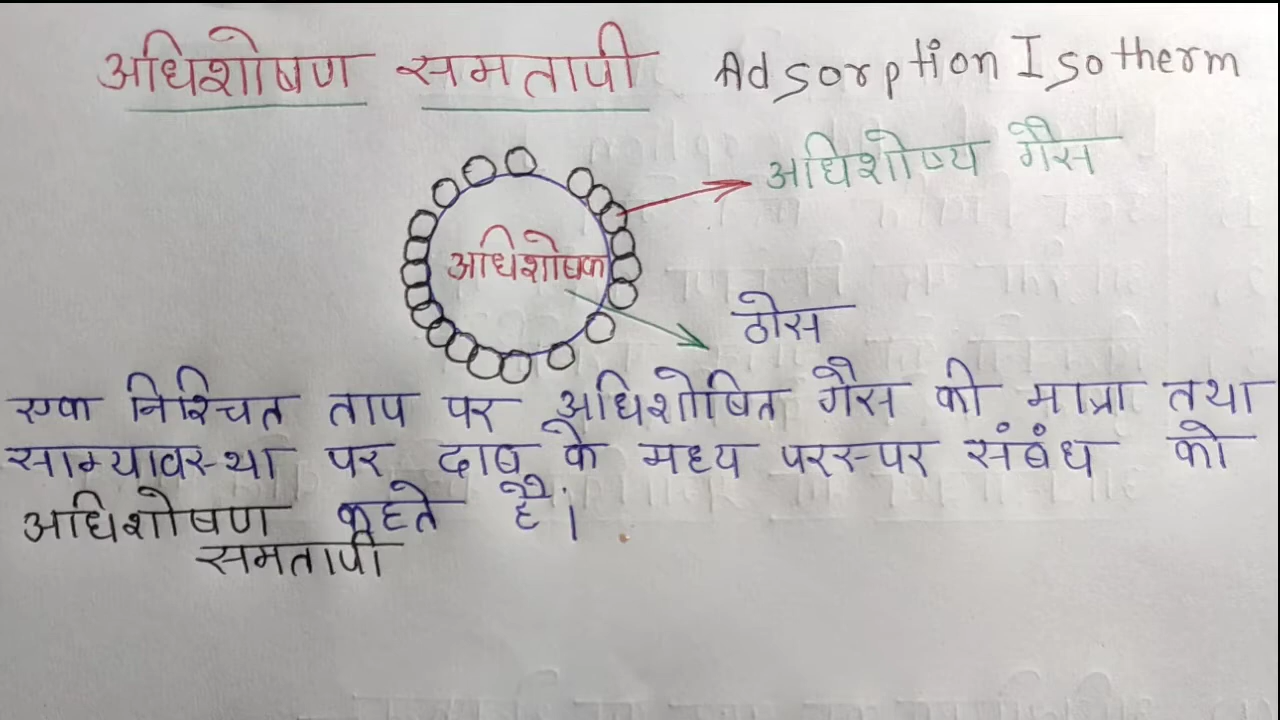 अधिशोषण समतापी Adsorption Isotherm
अधिशोष्य गैस
अधिशोषक
ठोस
एक निश्चित ताप पर अधिशोषित गैस की मात्रा तथा
साम्यावस्था पर दाब के मध्य परस्पर संबंध को
अधिशोषण कहते है।
समतापी